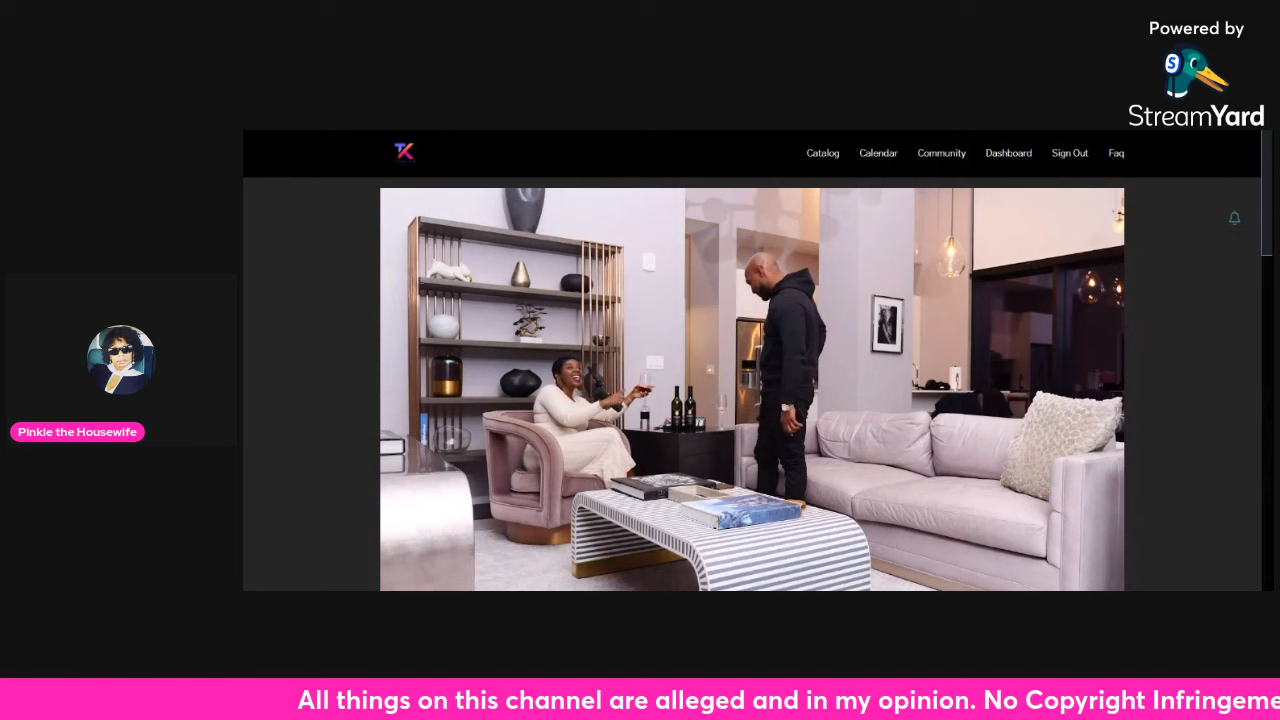 Powered by
S
StreamYard
TK
Catalog Calendar Community Dashboard Sign Out Faq
Pinkie the Housewife
All things on this channel are alleged and in my opinion. No Copyright Infringeme